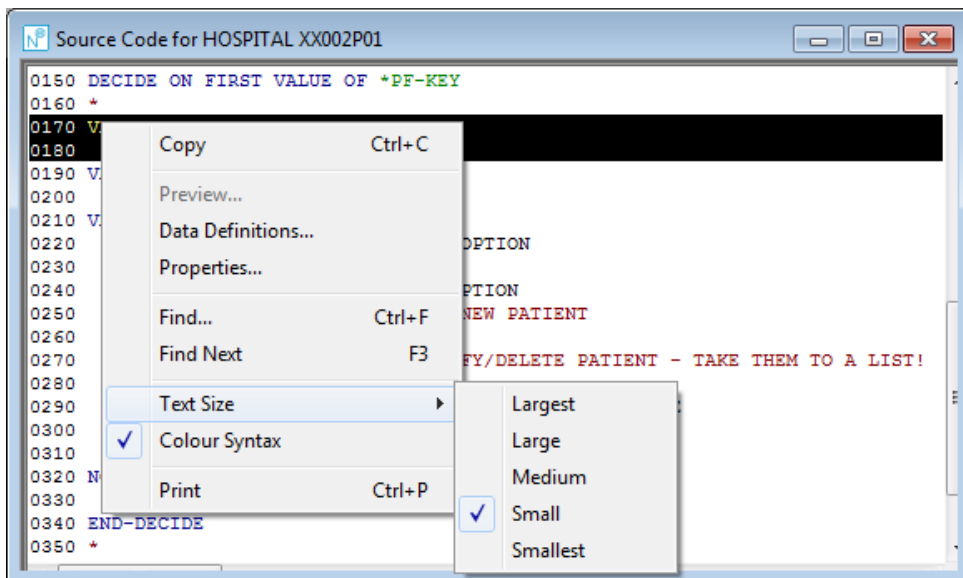 Source Code for HOSPITAL XX002P01
0150 DECIDE ON FIRST VALUE OF *PF-KEY
0160 *
0170
0180
0190
0200
0210
0220 OPTION
0230
0240 PTION
0250 NEW PATIENT
0260
0270 FY/DELETE PATIENT - TAKE THEM TO A LIST!
0280
0290
0300
0310
0320
0330
0340 END-DECIDE
0350 *
Copy Ctrl+C
Preview...
Data Definitions...
Properties...
Find... Ctrl+F
Find Next F3
Text Size
Colour Syntax
Print Ctrl+P
Largest
Large
Medium
Small
Smallest